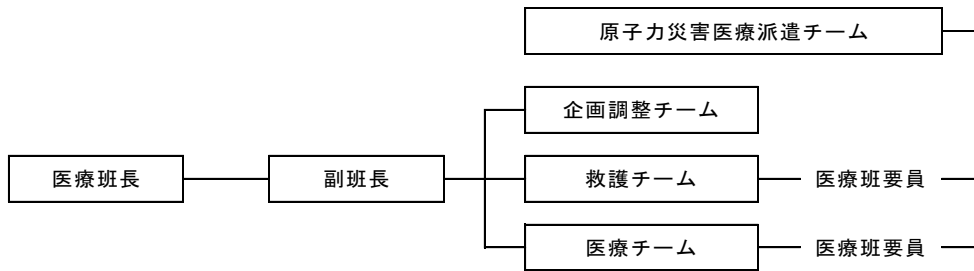 原子力災害医療派遣チーム
企画調整チーム
医療班長
副班長
救護チーム
医療班要員
医療チーム
医療班要員